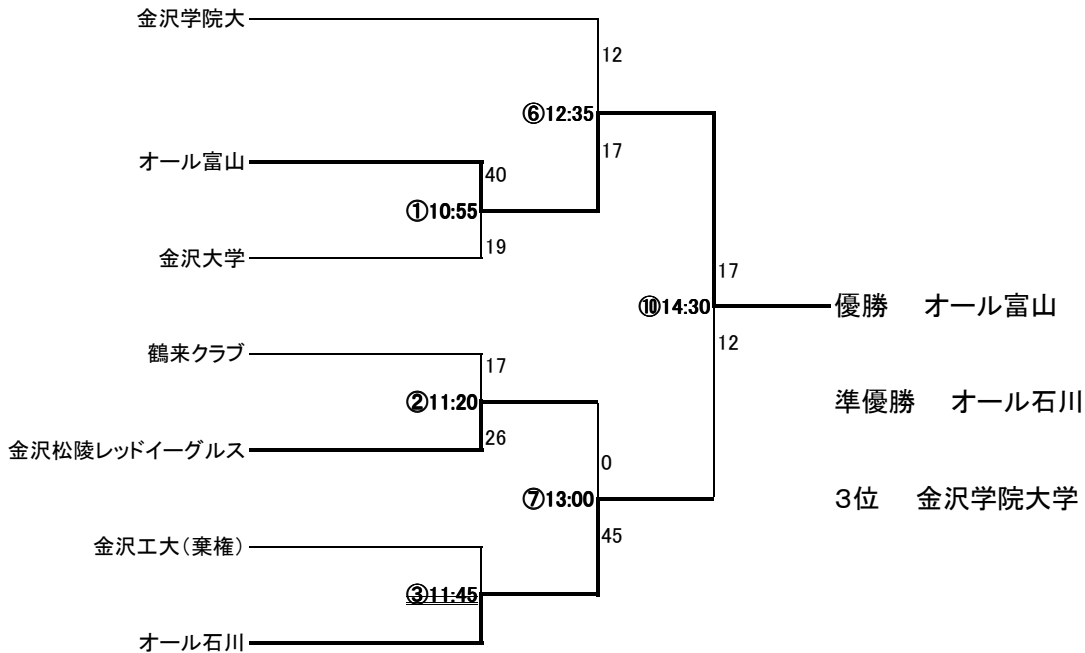 金沢学院大
12
⑥12:35
17
オール富山
40
①10:55
19
金沢大学
17
⑩14:30
優勝　オール富山
12
鶴来クラブ
17
②11:20
26
準優勝　オール石川
金沢松陵レッドイーグルス
0
⑦13:00
3位　金沢学院大学
45
金沢工大(棄権)
③11:45
オール石川